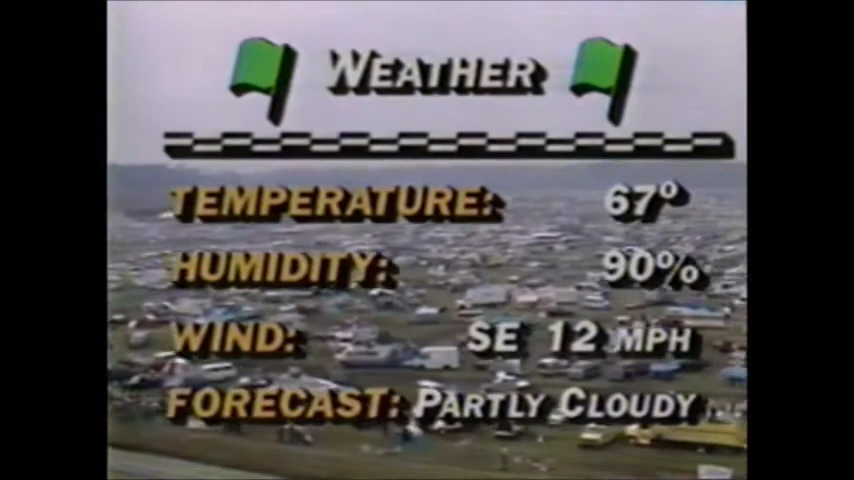 WEATHER
TEMPERATURE: 67°
HUMIDITY: 90%
WIND: SE 12 MPH
FORECAST: PARTLY CLOUDY